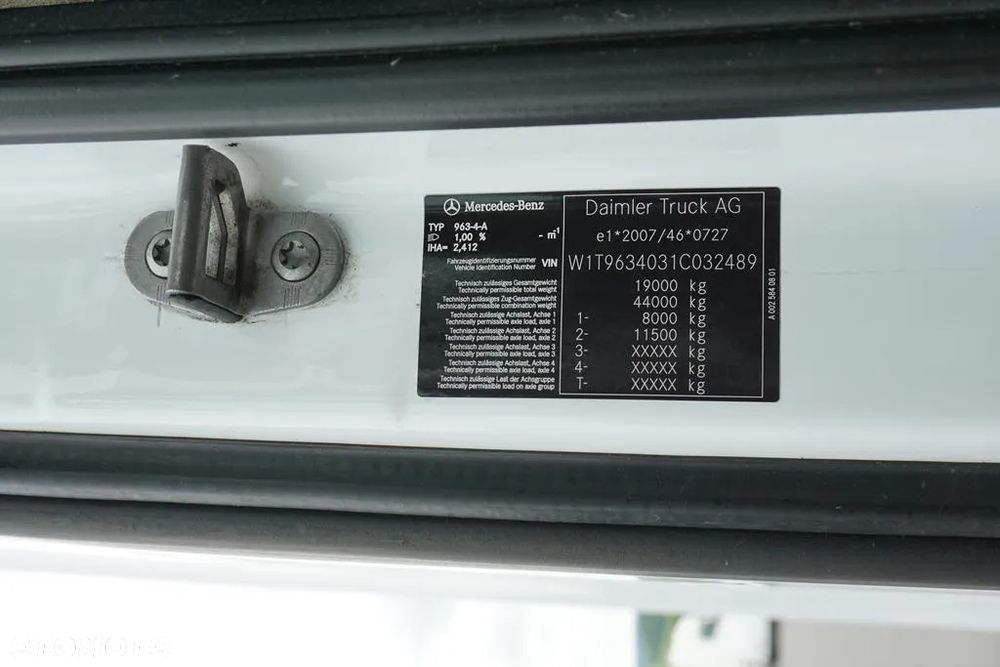 Mercedes-Benz
TYP 963-4-A
1,00 % - m-1
iHA= 2,412
Fahrzeugidentifizierungsnummer
Vehicle Identification Number VIN
Technisch zulässiges Gesamtgewicht
Technically permissible total weight
Technisch zulässiges Zug-Gesamtgewicht
Technically permissible combination weight
Technisch zulässige Achslast, Achse 1
Technically permissible axle load, axle 1
Technisch zulässige Achslast, Achse 2
Technically permissible axle load, axle 2
Technisch zulässige Achslast, Achse 3
Technically permissible axle load, axle 3
Technisch zulässige Achslast, Achse 4
Technically permissible axle load, axle 4
Technisch zulässige Last der Achsgruppe
Technically permissible load on axle group
Daimler Truck AG
e1*2007/46*0727
W1T9634031C032489
19000 kg
44000 kg
1- 8000 kg
2- 11500 kg
3- XXXXX kg
4- XXXXX kg
T- XXXXX kg
A 002 584 08 01
OTOMOTO